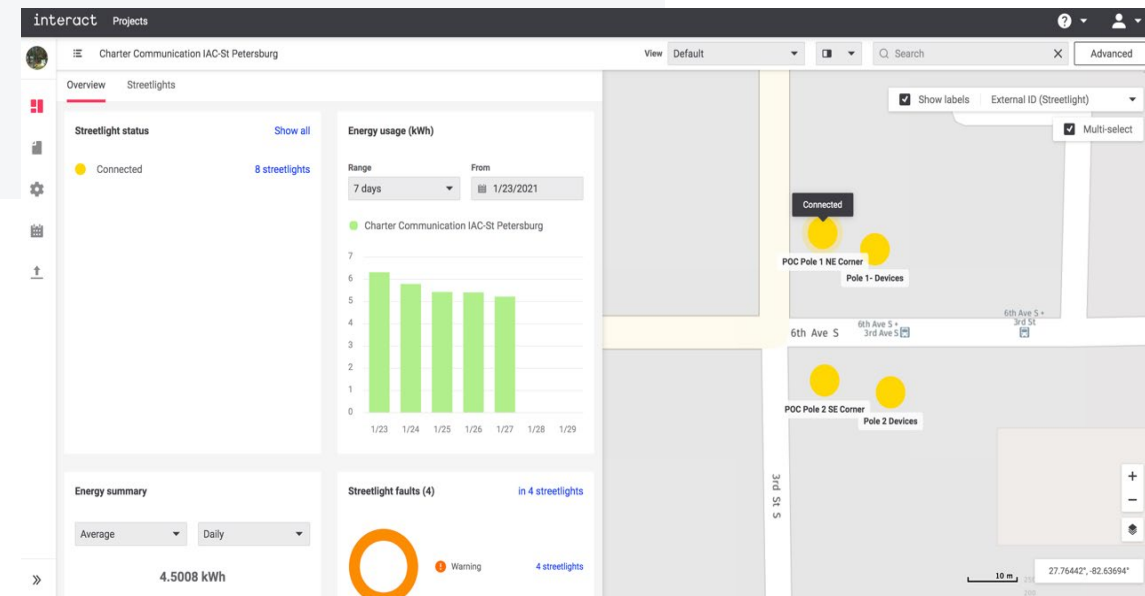 interact Projects
Charter Communication IAC-St Petersburg
View Default
Search
Advanced
Overview Streetlights
Show labels External ID (Streetlight)
Multi-select
Streetlight status Show all
Connected 8 streetlights
Energy usage (kWh)
Range From
7 days 1/23/2021
Charter Communication IAC-St Petersburg
7
6
5
4
3
2
1
0
1/23 1/24 1/25 1/26 1/27 1/28 1/29
Connected
POC Pole 1 NE Corner
Pole 1- Devices
6th Ave S
6th Ave S •
3rd Ave S
6th Ave S •
3rd St
POC Pole 2 SE Corner
Pole 2 Devices
3rd St S
Energy summary
Average Daily
4.5008 kWh
Streetlight faults (4) in 4 streetlights
Warning 4 streetlights
10 m
27.76442°, -82.63694°